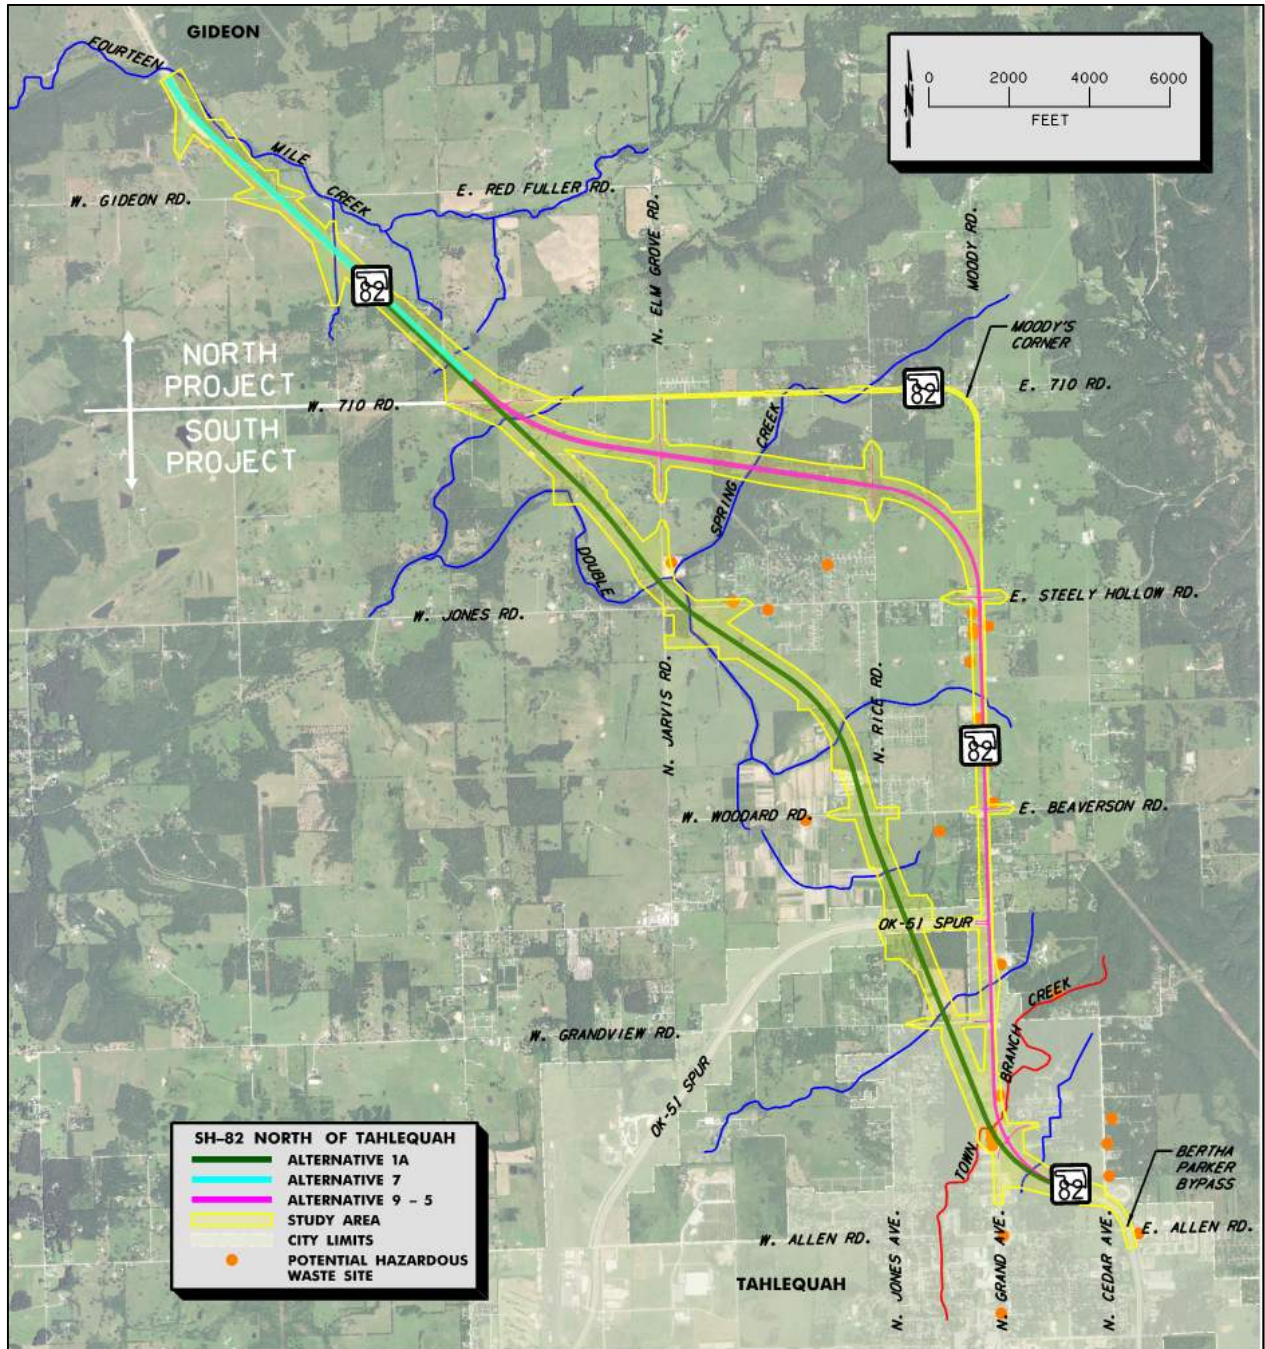 GIDEON
FOURTEEN
MILE
CREEK
0 2000 4000 6000
FEET
W. GIDEON RD.
E. RED FULLER RD.
N. ELM GROVE RD.
MOODY RD.
82
MOODY'S
CORNER
NORTH
PROJECT
SOUTH
PROJECT
W. 710 RD.
82
E. 710 RD.
SPRING
CREEK
DOUBLE
W. JONES RD.
E. STEELY HOLLOW RD.
N. JARVIS RD.
N. RICE RD.
82
W. WOODARD RD.
E. BEAVERSON RD.
OK-51 SPUR
W. GRANDVIEW RD.
OK-51 SPUR
BRANCH
CREEK
TOWN
SH-82 NORTH OF TAHLEQUAH
ALTERNATIVE 1A
ALTERNATIVE 7
ALTERNATIVE 9 - 5
STUDY AREA
CITY LIMITS
POTENTIAL HAZARDOUS
WASTE SITE
82
BERTHA
PARKER
BYPASS
W. ALLEN RD.
E. ALLEN RD.
N. JONES AVE.
N. GRAND AVE.
N. CEDAR AVE.
TAHLEQUAH